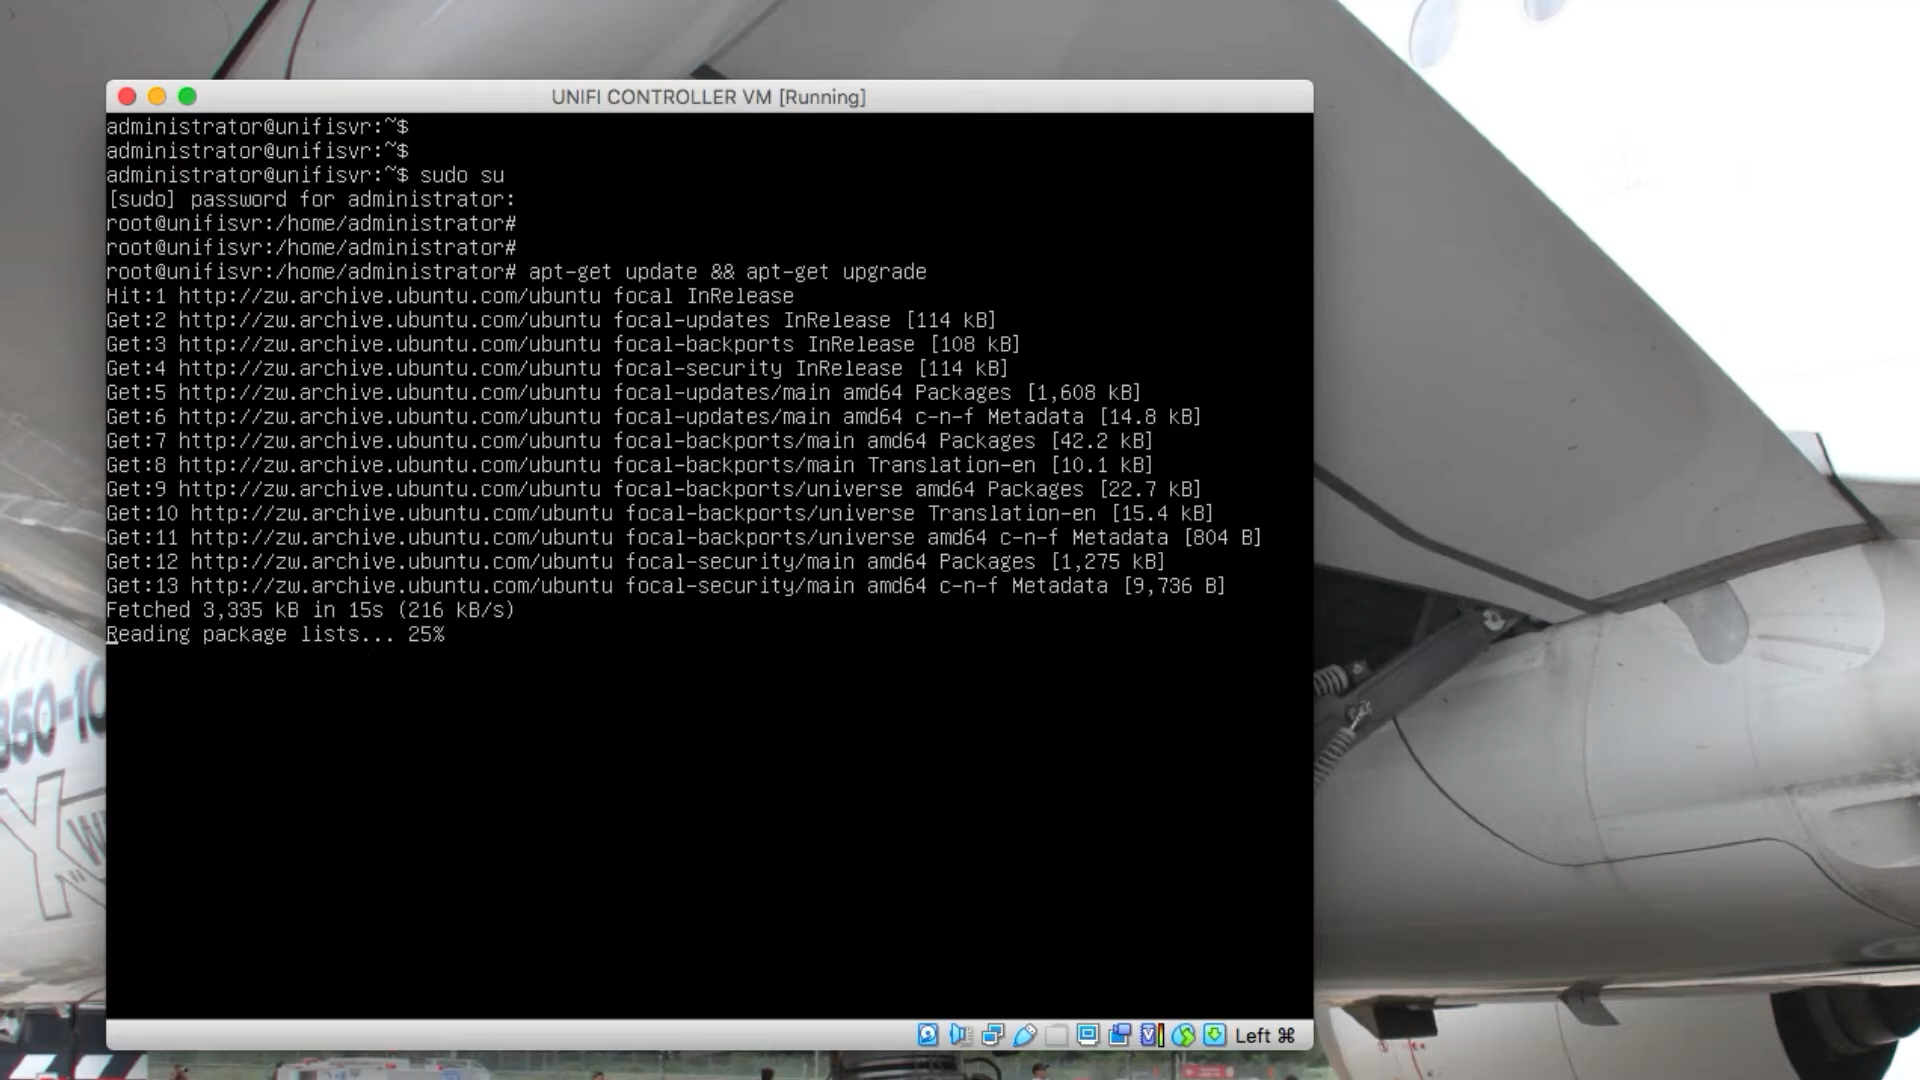 UNIFI CONTROLLER VM [Running]
administrator@unifisvr:~$
administrator@unifisvr:~$
administrator@unifisvr:~$ sudo su
[sudo] password for administrator:
root@unifisvr:/home/administrator#
root@unifisvr:/home/administrator#
root@unifisvr:/home/administrator# apt-get update && apt-get upgrade
Hit:1 http://zw.archive.ubuntu.com/ubuntu focal InRelease
Get:2 http://zw.archive.ubuntu.com/ubuntu focal-updates InRelease [114 kB]
Get:3 http://zw.archive.ubuntu.com/ubuntu focal-backports InRelease [108 kB]
Get:4 http://zw.archive.ubuntu.com/ubuntu focal-security InRelease [114 kB]
Get:5 http://zw.archive.ubuntu.com/ubuntu focal-updates/main amd64 Packages [1,608 kB]
Get:6 http://zw.archive.ubuntu.com/ubuntu focal-updates/main amd64 c-n-f Metadata [14.8 kB]
Get:7 http://zw.archive.ubuntu.com/ubuntu focal-backports/main amd64 Packages [42.2 kB]
Get:8 http://zw.archive.ubuntu.com/ubuntu focal-backports/main Translation-en [10.1 kB]
Get:9 http://zw.archive.ubuntu.com/ubuntu focal-backports/universe amd64 Packages [22.7 kB]
Get:10 http://zw.archive.ubuntu.com/ubuntu focal-backports/universe Translation-en [15.4 kB]
Get:11 http://zw.archive.ubuntu.com/ubuntu focal-backports/universe amd64 c-n-f Metadata [804 B]
Get:12 http://zw.archive.ubuntu.com/ubuntu focal-security/main amd64 Packages [1,275 kB]
Get:13 http://zw.archive.ubuntu.com/ubuntu focal-security/main amd64 c-n-f Metadata [9,736 B]
Fetched 3,335 kB in 15s (216 kB/s)
Reading package lists... 25%
350-10
Left ⌘